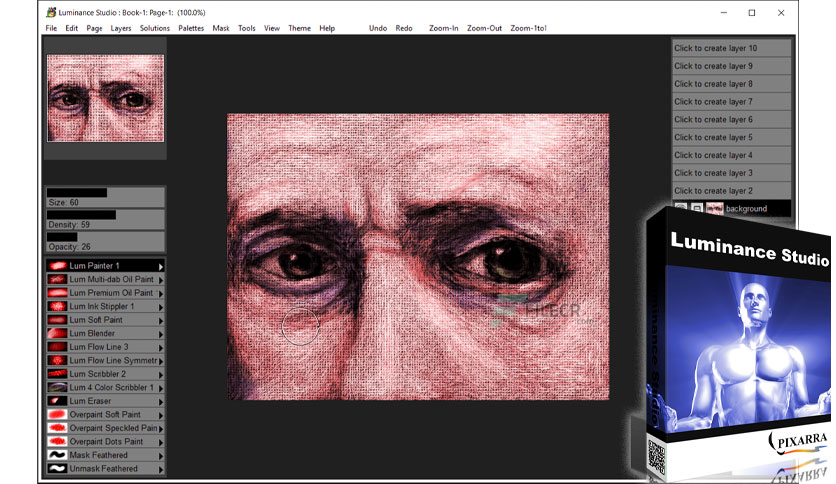 Luminance Studio : Book-1: Page-1: (100.0%)
File Edit Page Layers Solutions Palettes Mask Tools View Theme Help Undo Redo Zoom-In Zoom-Out Zoom-1to1
Size: 60
Density: 59
Opacity: 26
Lum Painter 1
Lum Multi-dab Oil Paint
Lum Premium Oil Paint
Lum Ink Stippler 1
Lum Soft Paint
Lum Blender
Lum Flow Line 3
Lum Flow Line Symmetr
Lum Scribbler 2
Lum 4 Color Scribbler 1
Lum Eraser
Overpaint Soft Paint
Overpaint Speckled Pain
Overpaint Dots Paint
Mask Feathered
Unmask Feathered
FILECR
.com
Click to create layer 10
Click to create layer 9
Click to create layer 8
Click to create layer 7
Click to create layer 6
Click to create layer 5
Click to create layer 4
Click to create layer 3
Click to create layer 2
background
Luminance Studio
Luminance Studio
PIXARRA